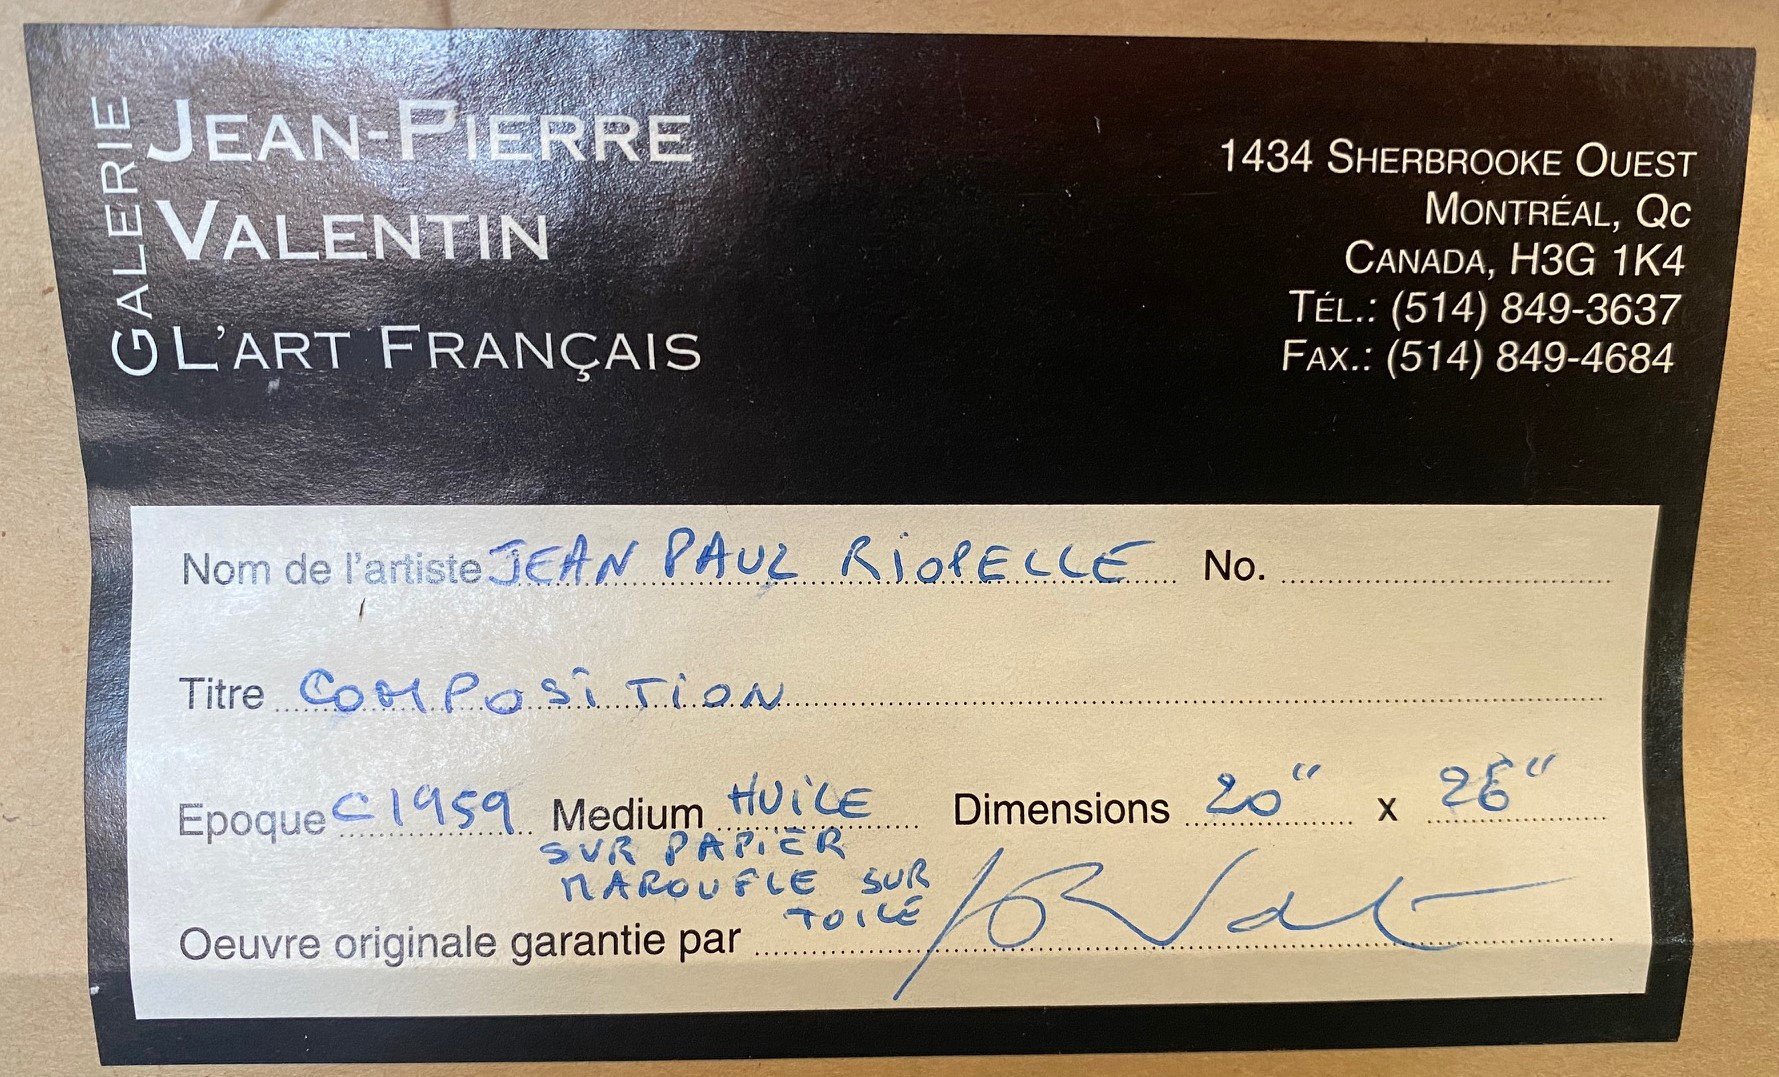 GALERIE
JEAN-PIERRE
VALENTIN
L'ART FRANÇAIS
1434 SHERBROOKE OUEST
MONTRÉAL, QC
CANADA, H3G 1K4
TÉL.: (514) 849-3637
FAX.: (514) 849-4684
Nom de l'artiste JEAN PAUL RIOPELLE No.
Titre COMPOSITION
Epoque C1959 Medium HUILE Dimensions 20" x 26"
SUR PAPIER
MAROUFLE SUR
TOILE
Oeuvre originale garantie par